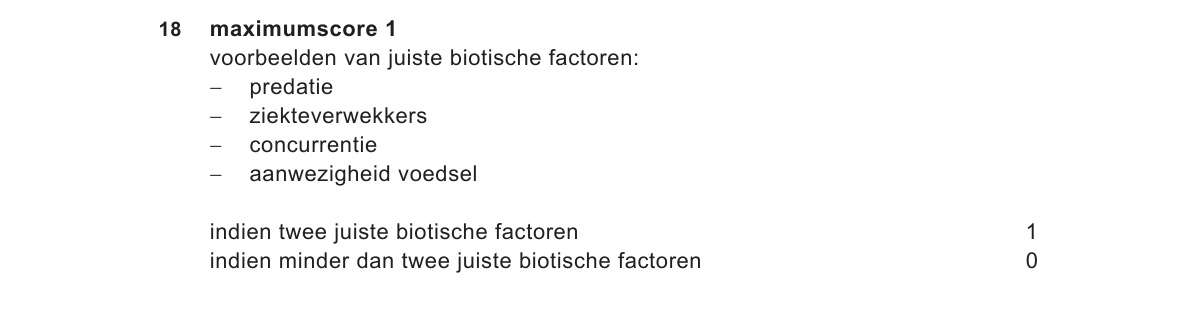 18 maximumscore 1
voorbeelden van juiste biotische factoren:
– predatie
– ziekteverwekkers
– concurrentie
– aanwezigheid voedsel
indien twee juiste biotische factoren 1
indien minder dan twee juiste biotische factoren 0